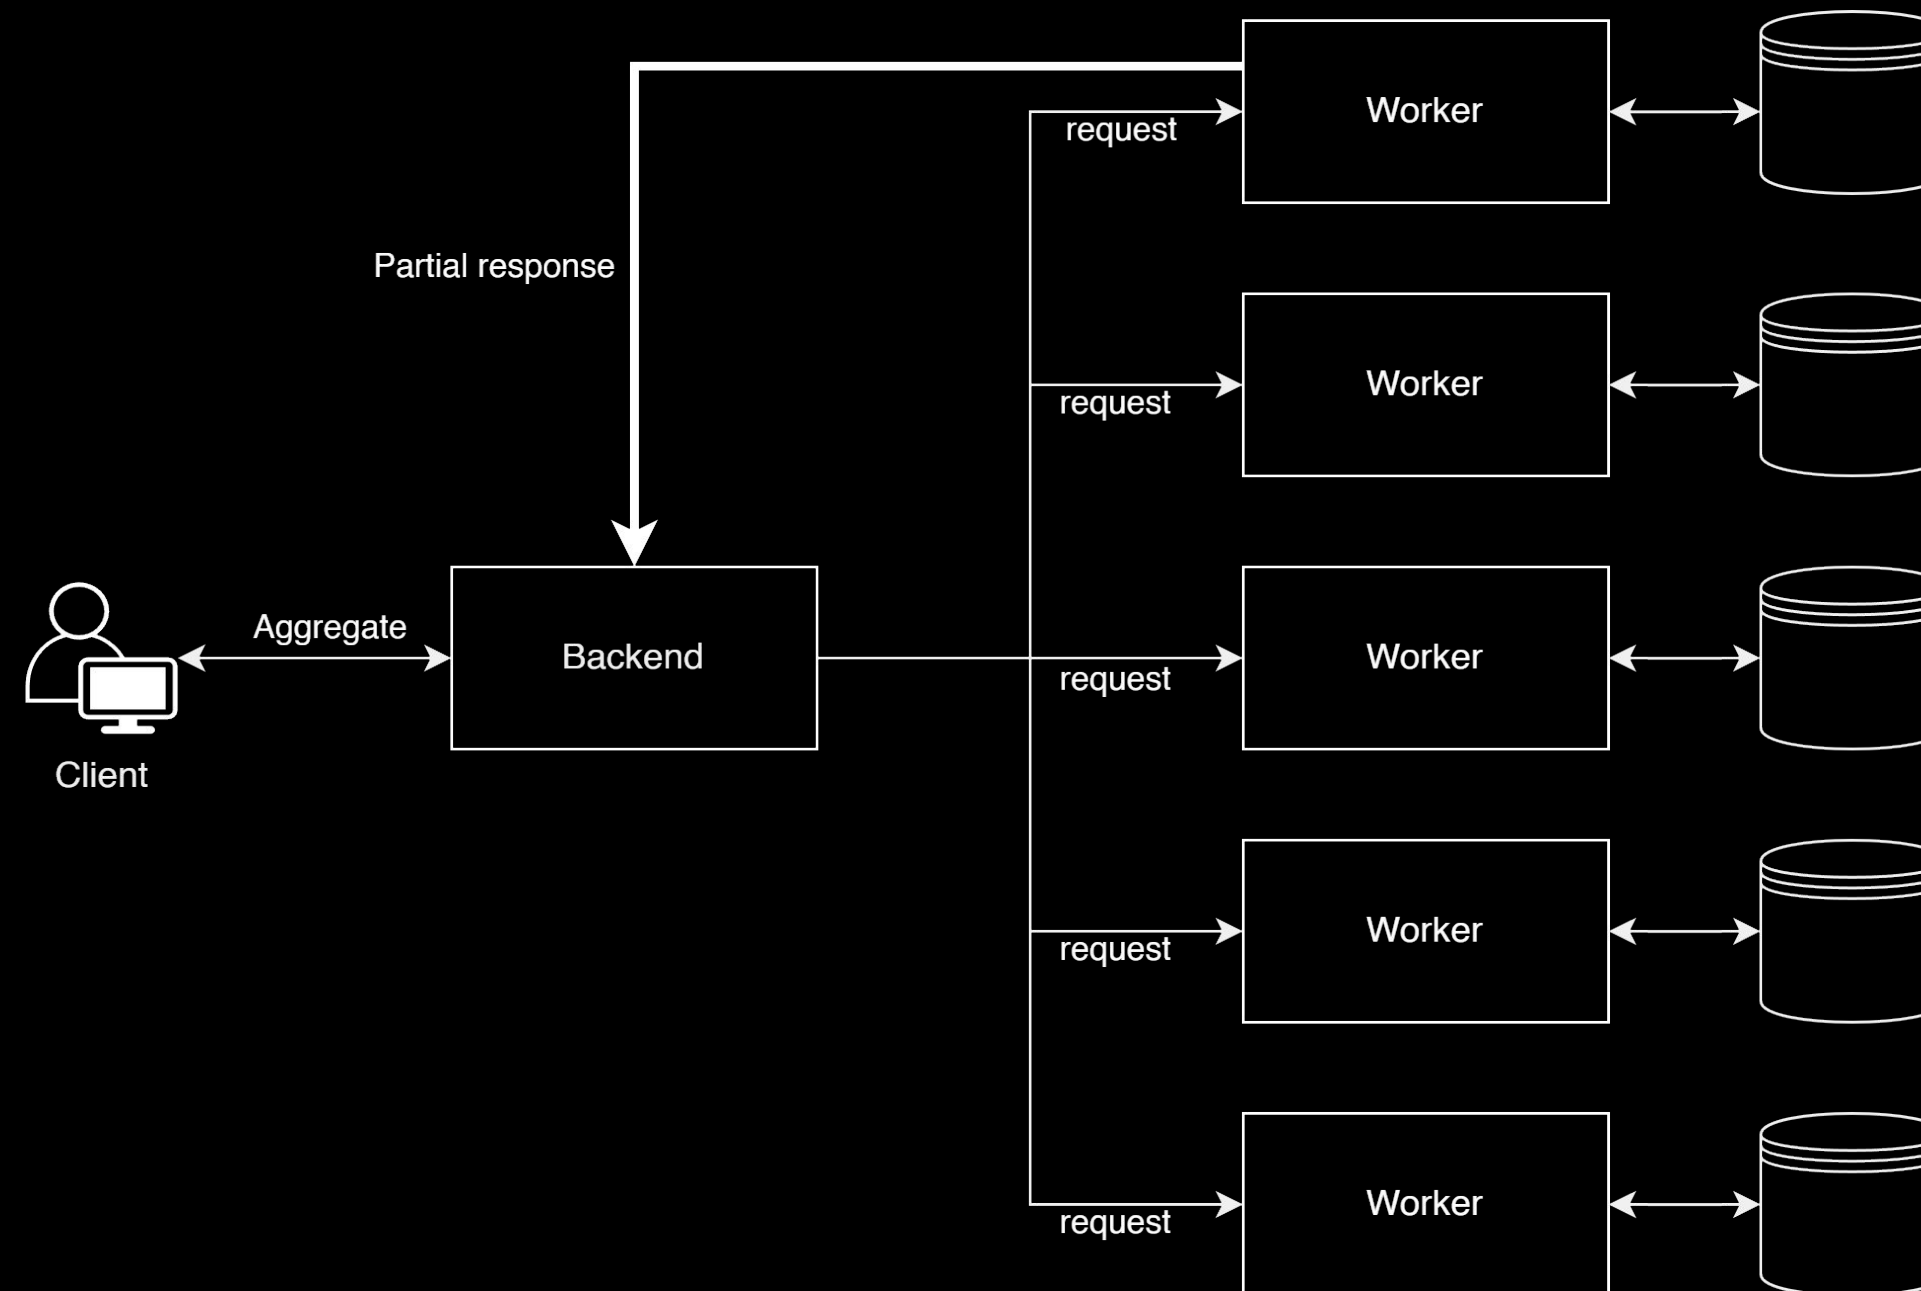 Worker
request
Partial response
Worker
request
Aggregate
Backend
Worker
request
Client
Worker
request
Worker
request